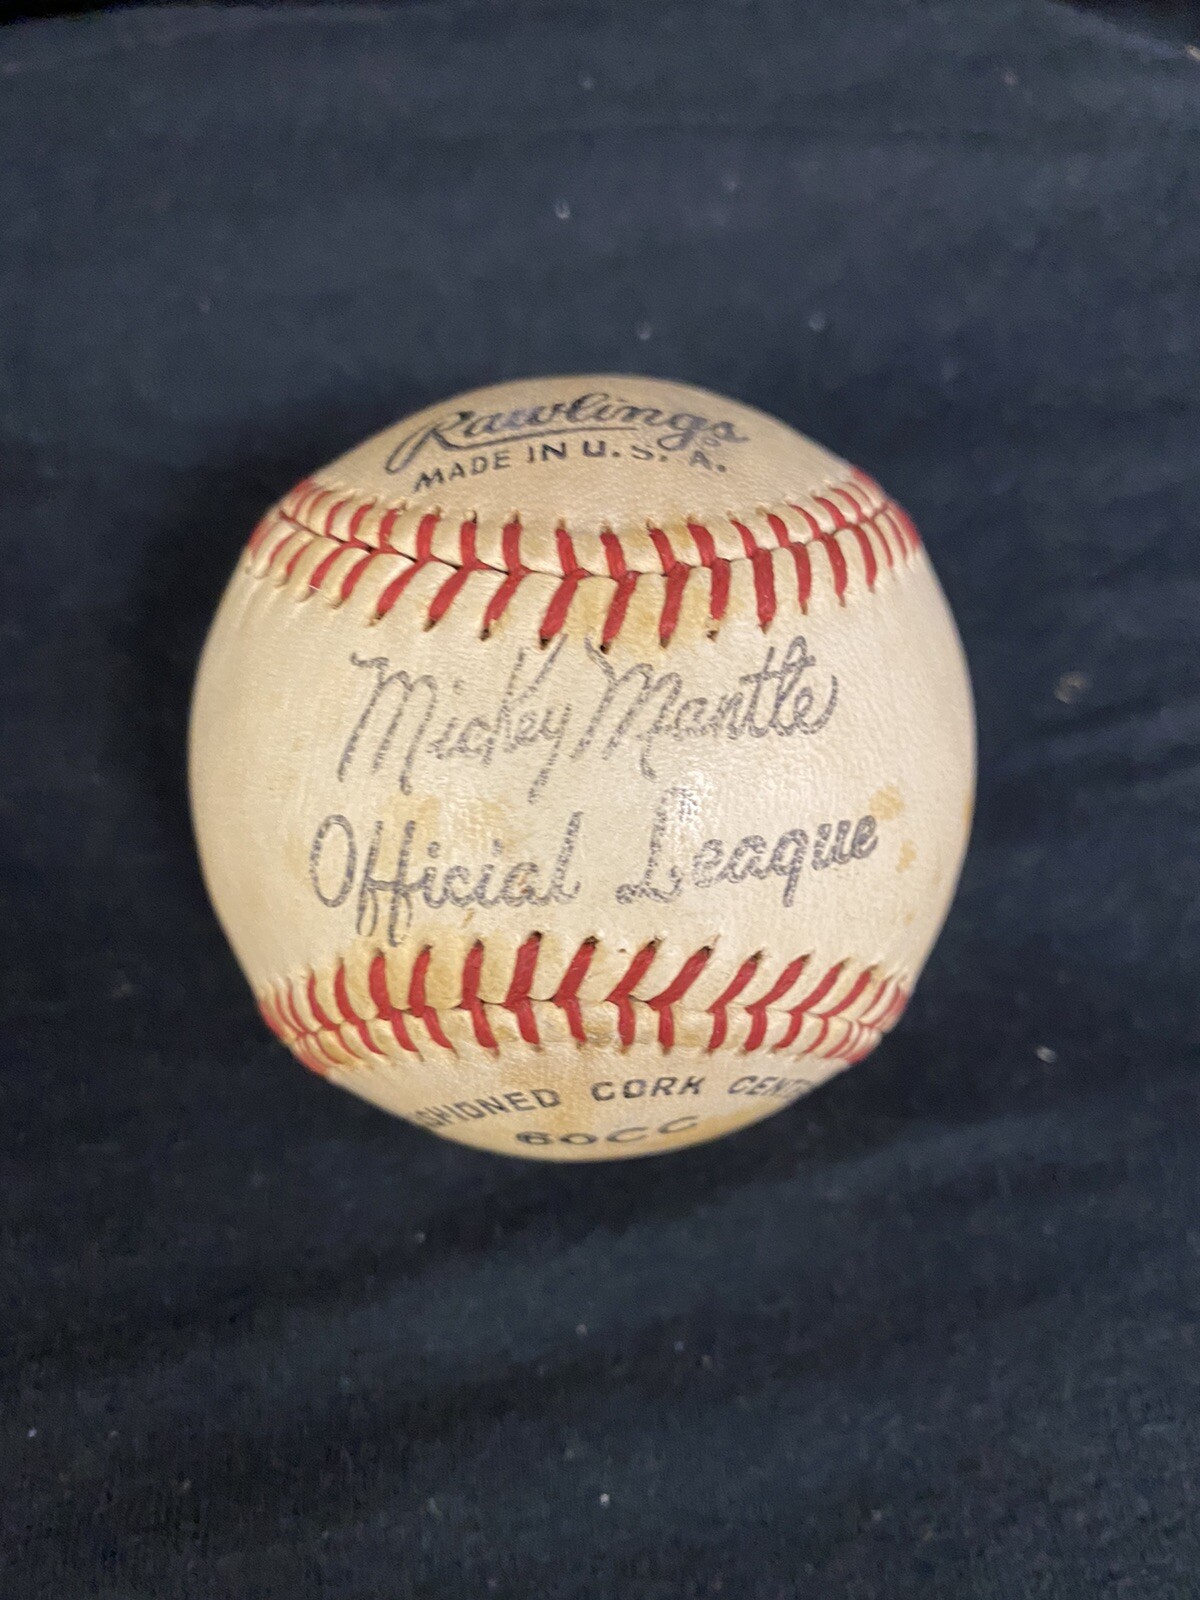 Rawlings
MADE IN U.S.A.
Mickey Mantle
Official League
CORK
60CC